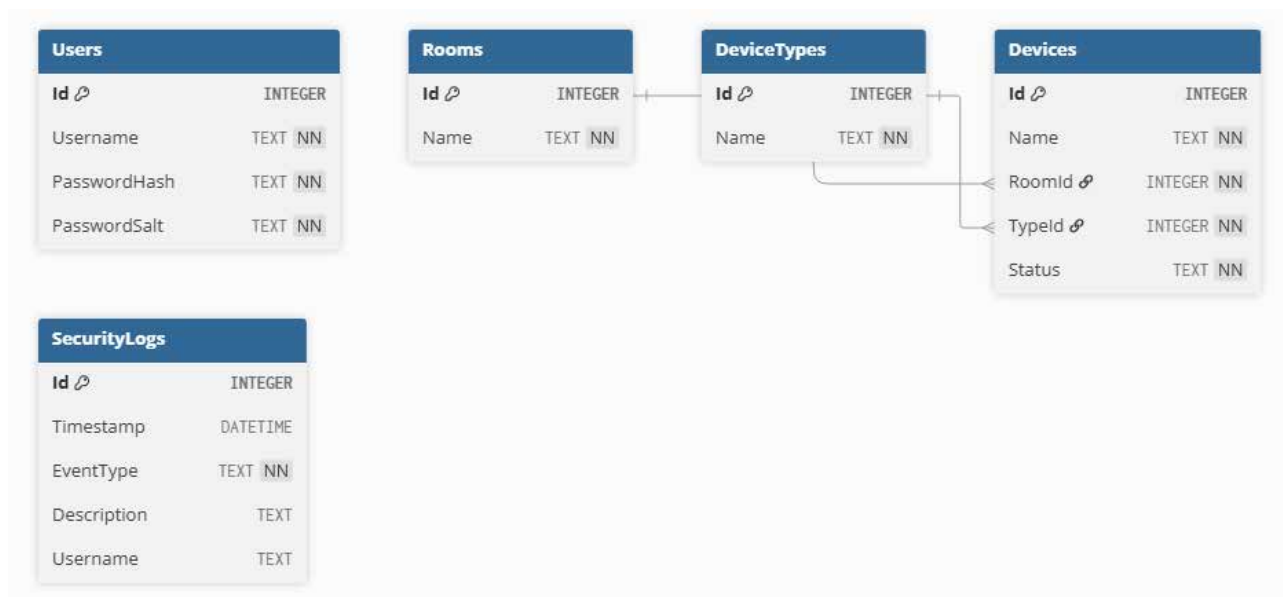 Users
Id INTEGER
Username TEXT NN
PasswordHash TEXT NN
PasswordSalt TEXT NN
Rooms
Id INTEGER
Name TEXT NN
DeviceTypes
Id INTEGER
Name TEXT NN
Devices
Id INTEGER
Name TEXT NN
RoomId INTEGER NN
TypeId INTEGER NN
Status TEXT NN
SecurityLogs
Id INTEGER
Timestamp DATETIME
EventType TEXT NN
Description TEXT
Username TEXT